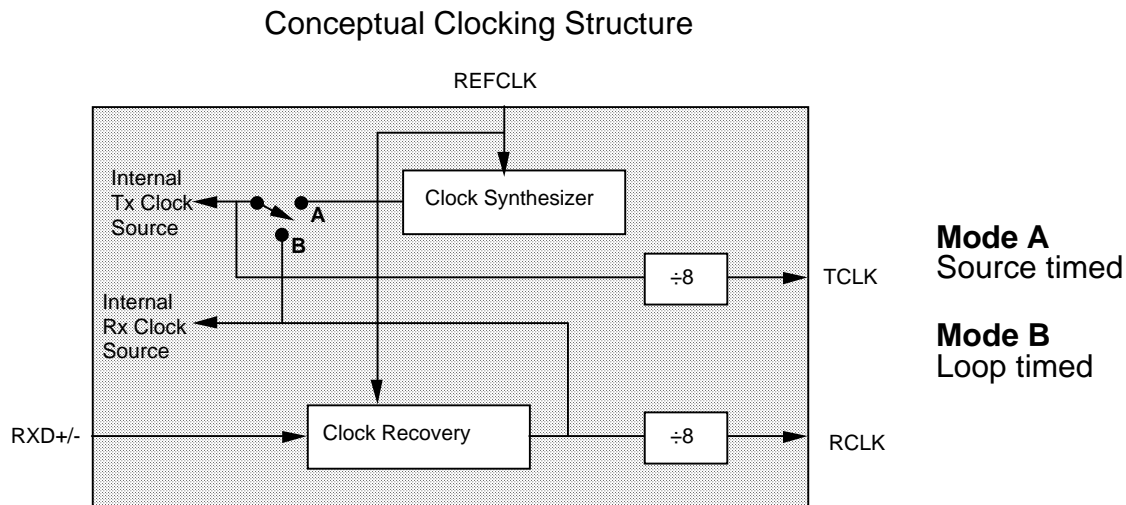 Conceptual Clocking Structure
REFCLK
Internal
Tx Clock
Source
A
B
Clock Synthesizer
÷8
TCLK
Mode A
Source timed
Internal
Rx Clock
Source
Mode B
Loop timed
RXD+/-
Clock Recovery
÷8
RCLK